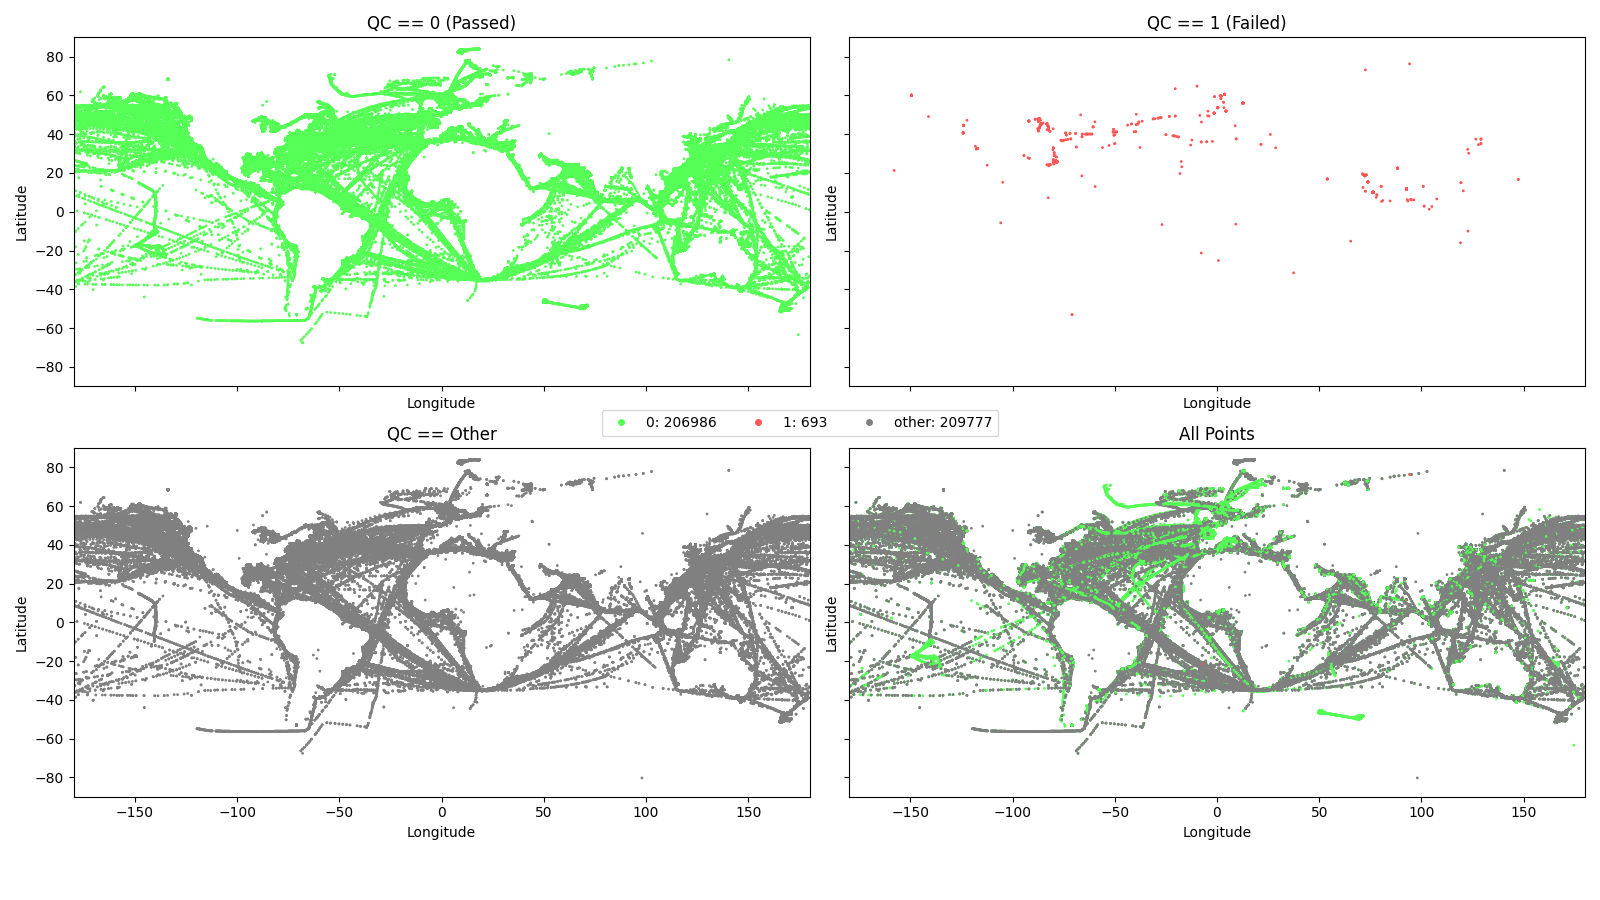 QC == 0 (Passed)
QC == 1 (Failed)
80
60
40
20
0
−20
−40
−60
−80
Latitude
Latitude
Longitude
Longitude
0: 206986 1: 693 other: 209777
QC == Other
All Points
80
60
40
20
0
−20
−40
−60
−80
Latitude
Latitude
−150 −100 −50 0 50 100 150
−150 −100 −50 0 50 100 150
Longitude
Longitude